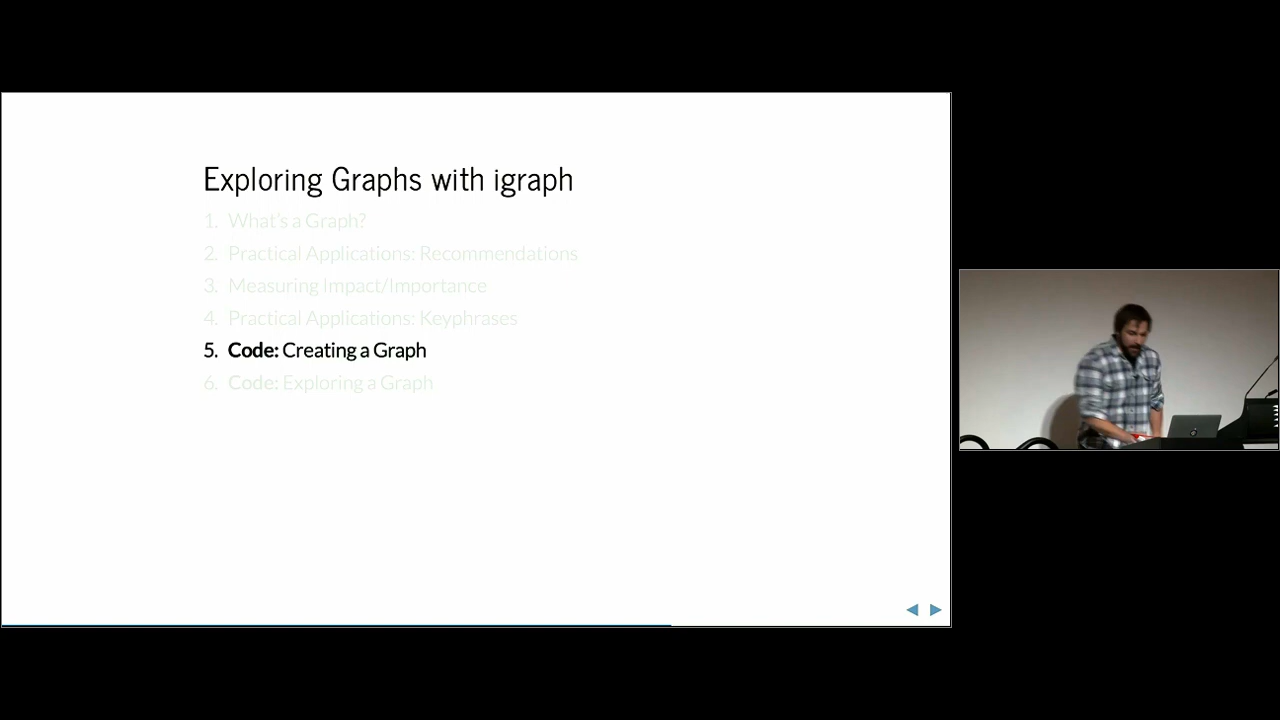 Exploring Graphs with igraph
1. What's a Graph?
2. Practical Applications: Recommendations
3. Measuring Impact/Importance
4. Practical Applications: Keyphrases
5. Code: Creating a Graph
6. Code: Exploring a Graph